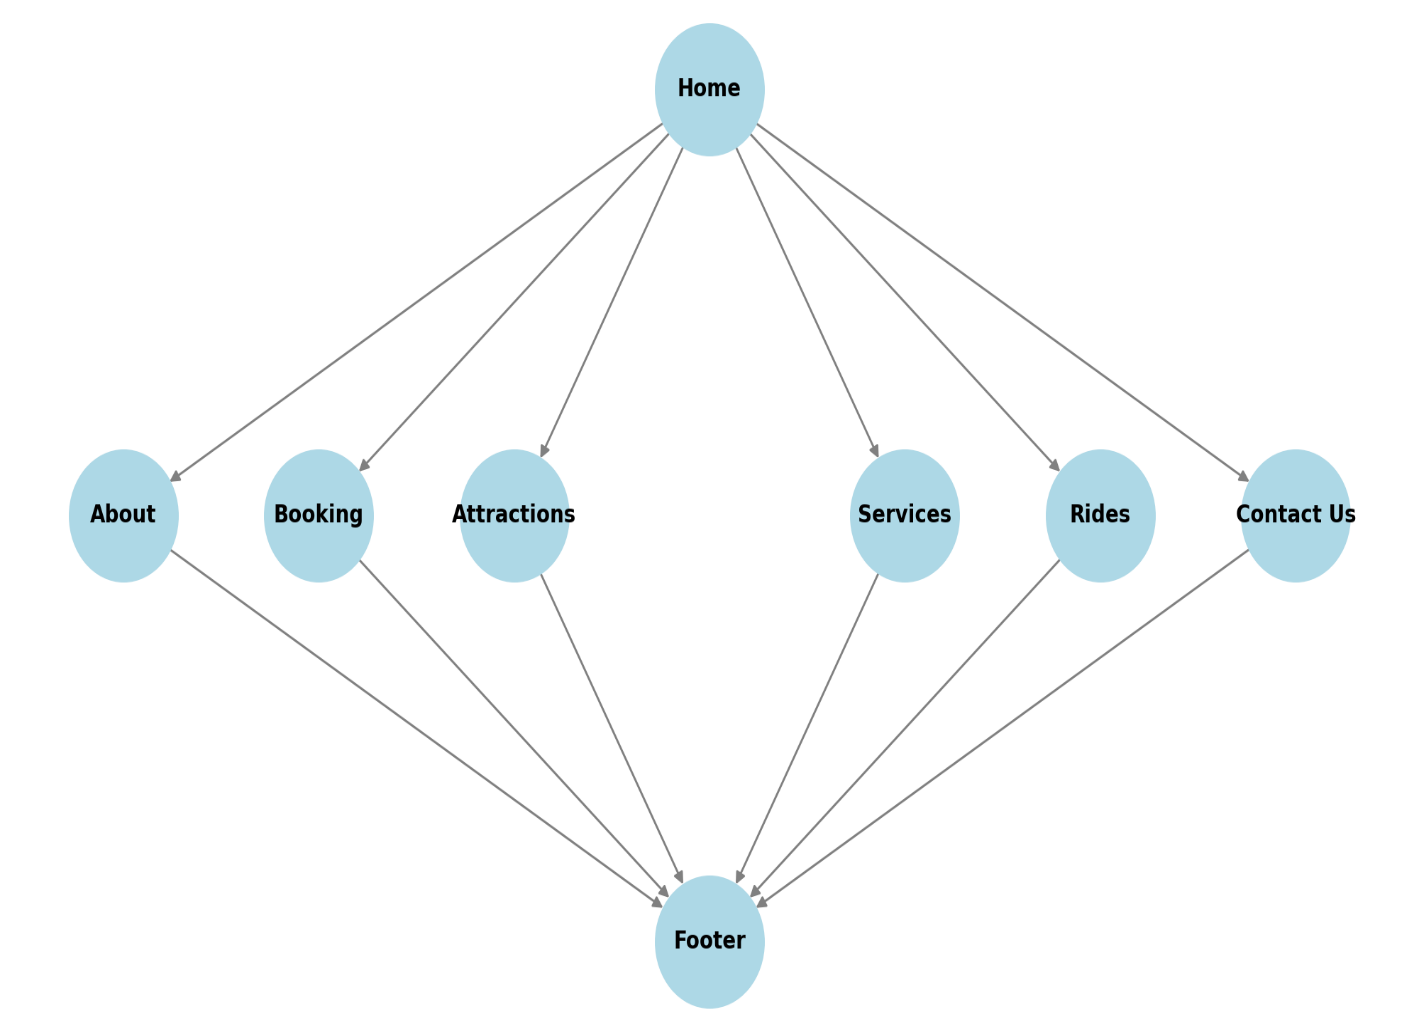 Home
About
Booking
Attractions
Services
Rides
Contact Us
Footer